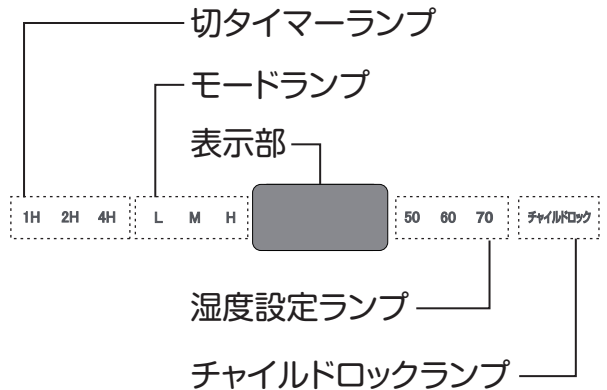 切タイマーランプ
モードランプ
表示部
1H 2H 4H L M H 50 60 70 チャイルドロック
湿度設定ランプ
チャイルドロックランプ